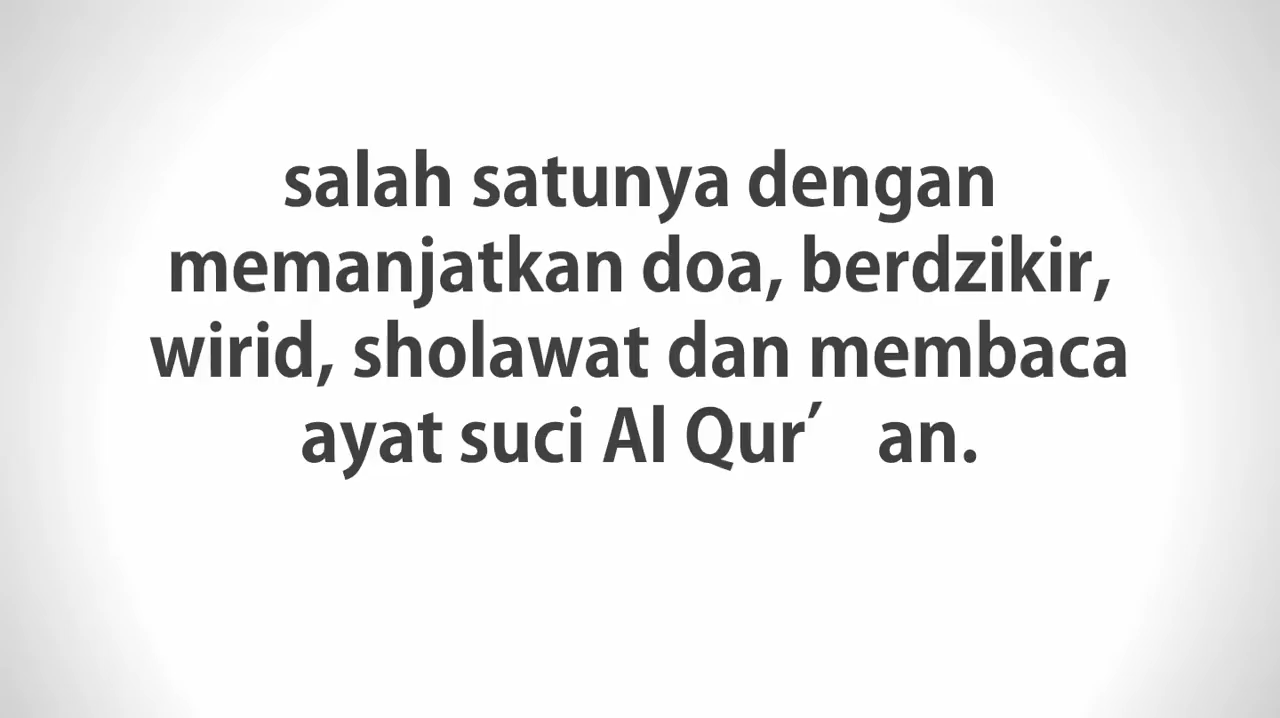 salah satunya dengan
memanjatkan doa, berdzikir,
wirid, sholawat dan membaca
ayat suci Al Qur′ an.